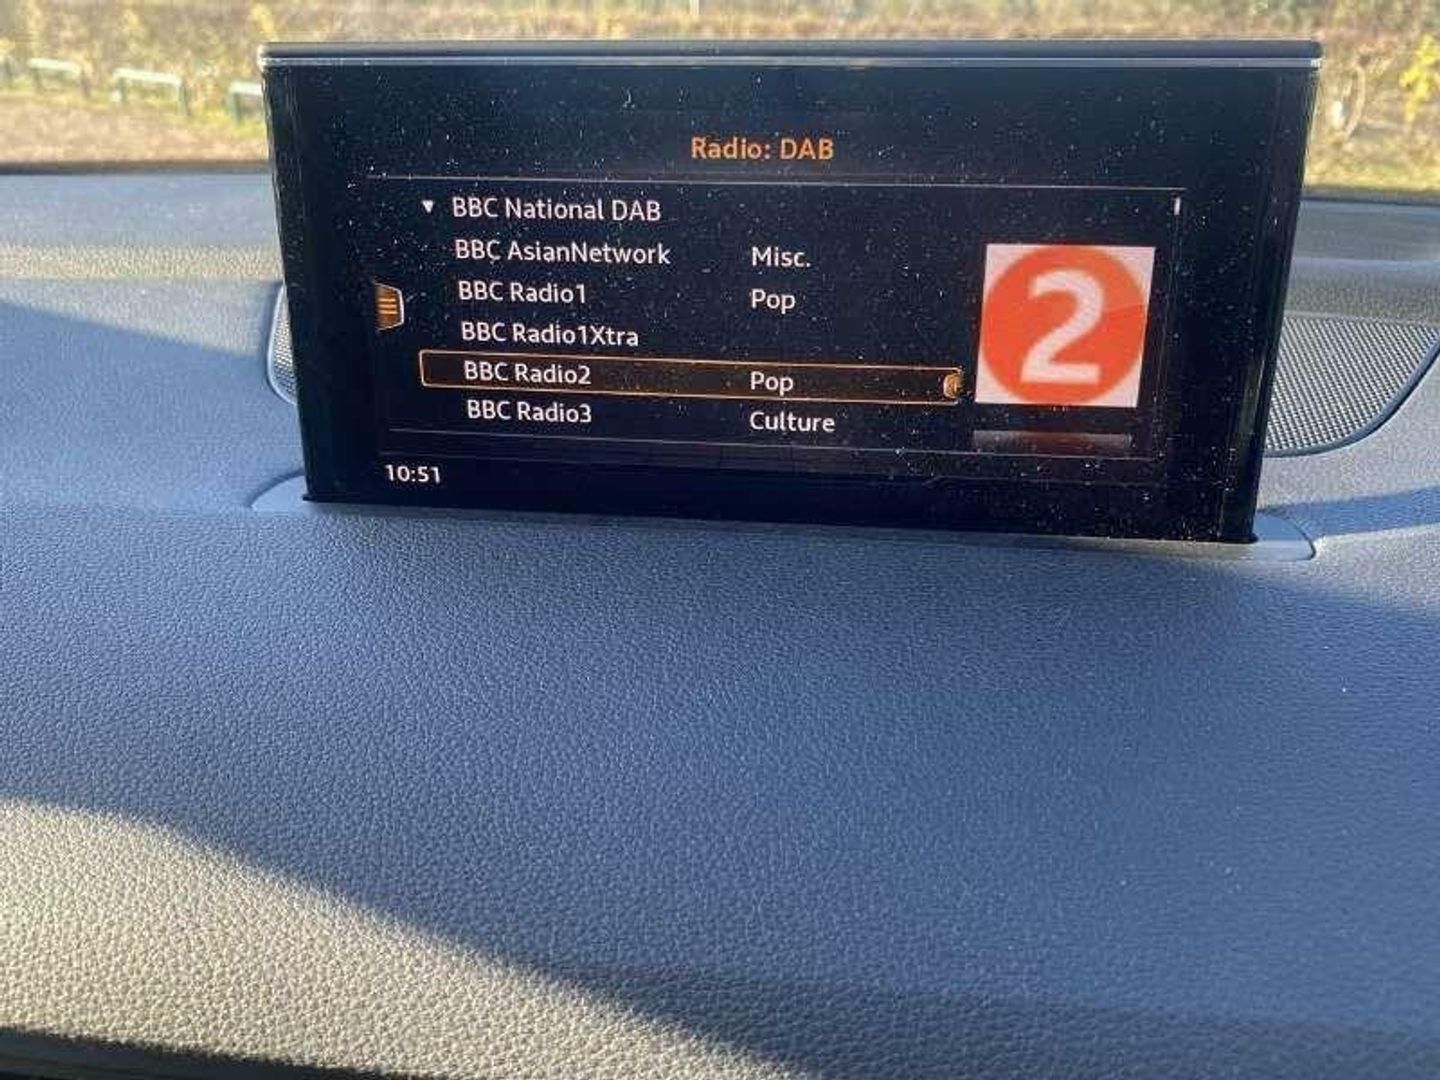 Radio: DAB
BBC National DAB
BBC AsianNetwork Misc.
BBC Radio1 Pop
BBC Radio1Xtra
BBC Radio2 Pop
BBC Radio3 Culture
2
10:51